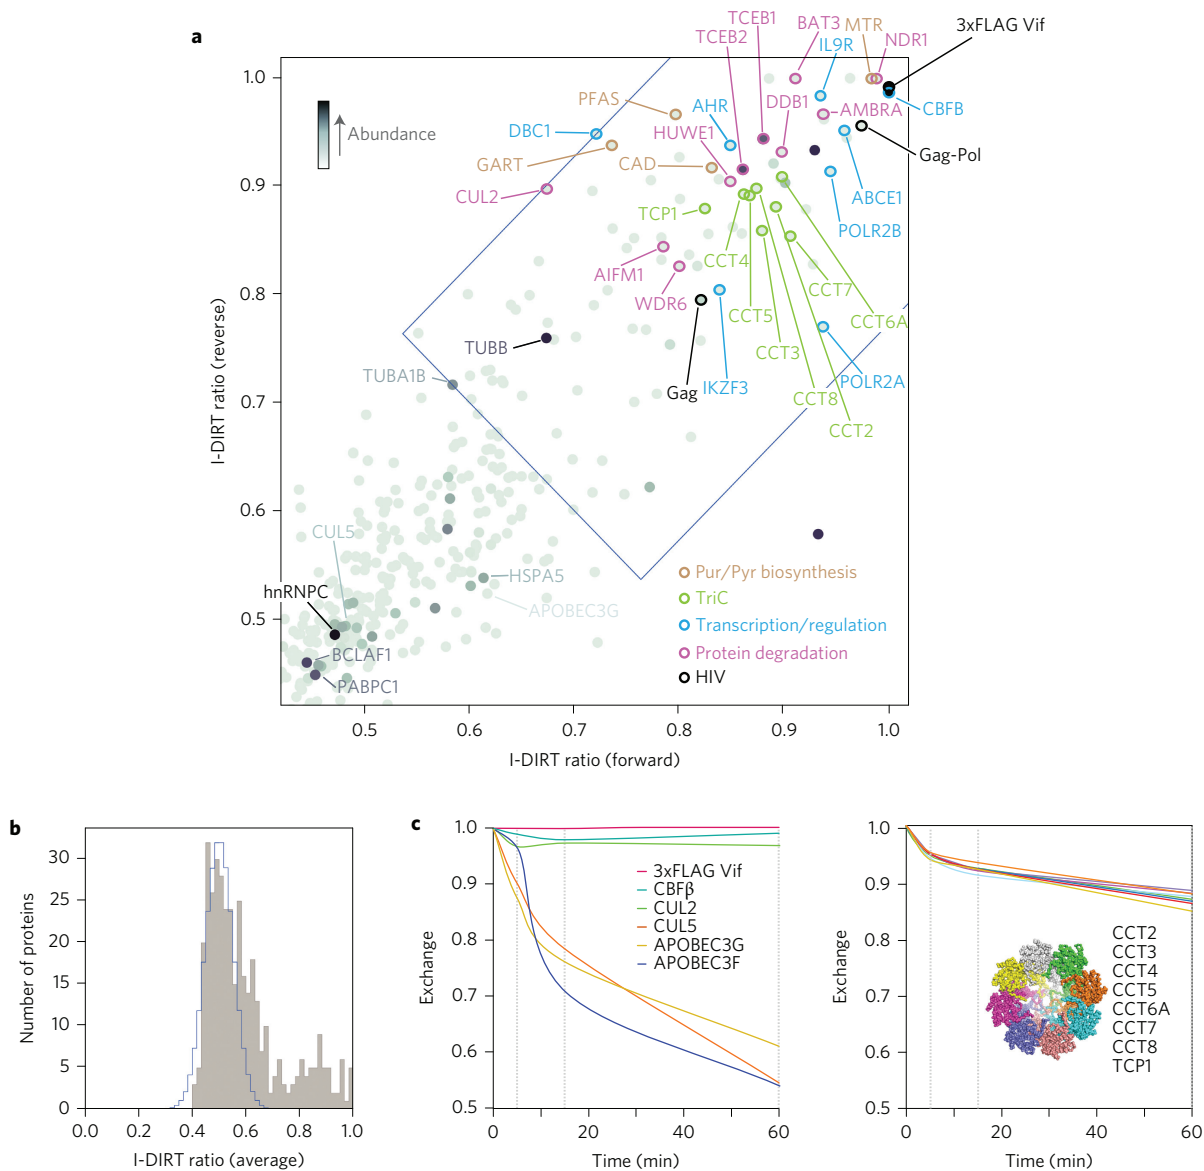 a
TCEB1
TCEB2
BAT3
MTR
3xFLAG Vif
IL9R
NDR1
1.0
PFAS
AHR
DDB1
AMBRA
CBFB
Abundance
DBC1
HUWE1
GART
CAD
Gag-Pol
0.9
CUL2
ABCE1
TCP1
POLR2B
CCT4
AIFM1
WDR6
CCT7
0.8
CCT5
CCT6A
TUBB
CCT3
TUBA1B
Gag
IKZF3
POLR2A
0.7
CCT8
CCT2
I-DIRT ratio (reverse)
0.6
CUL5
HSPA5
Pur/Pyr biosynthesis
hnRNPC
APOBEC3G
TriC
0.5
Transcription/regulation
BCLAF1
Protein degradation
PABPC1
HIV
0.5 0.6 0.7 0.8 0.9 1.0
I-DIRT ratio (forward)
b
30
25
20
15
10
5
0
Number of proteins
0.0 0.2 0.4 0.6 0.8 1.0
I-DIRT ratio (average)
c
1.0
0.9
0.8
0.7
0.6
0.5
Exchange
3xFLAG Vif
CBFβ
CUL2
CUL5
APOBEC3G
APOBEC3F
0 20 40 60
Time (min)
1.0
0.9
0.8
0.7
0.6
0.5
Exchange
CCT2
CCT3
CCT4
CCT5
CCT6A
CCT7
CCT8
TCP1
0 20 40 60
Time (min)